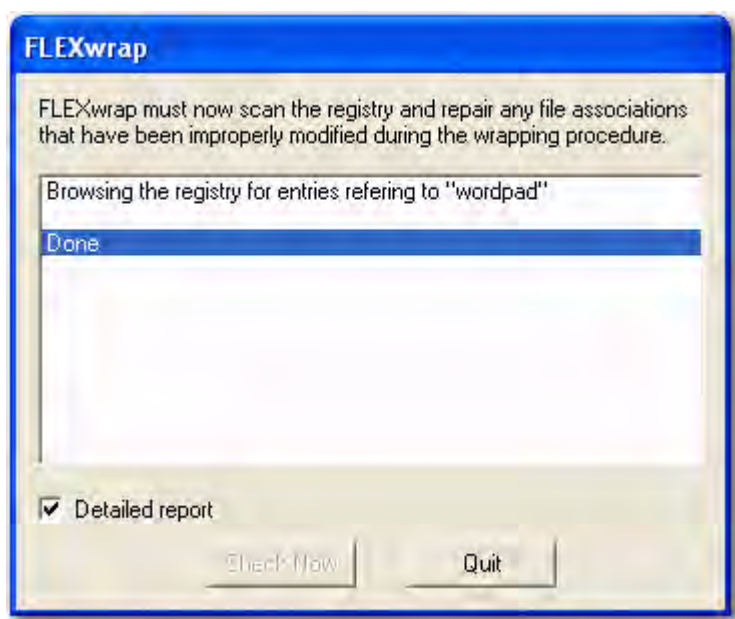 FLEXwrap
FLEXwrap must now scan the registry and repair any file associations
that have been improperly modified during the wrapping procedure.
Browsing the registry for entries refering to "wordpad"
Done
Detailed report
Check Now
Quit